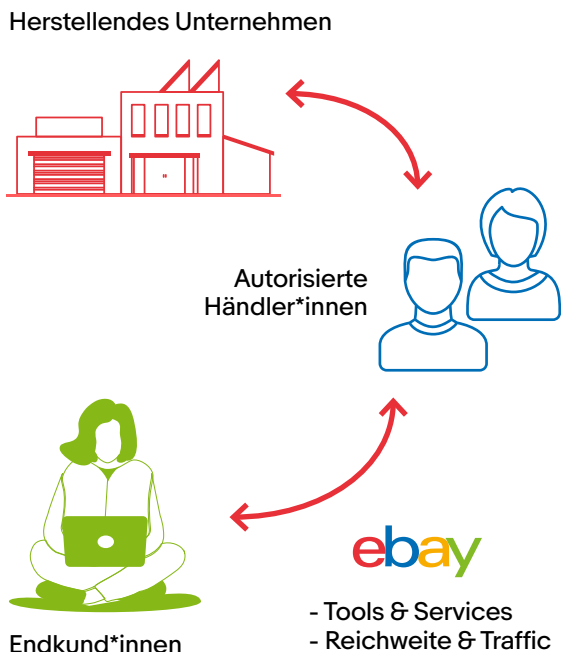 Herstellendes Unternehmen
Autorisierte
Händler*innen
ebay
- Tools & Services
- Reichweite & Traffic
Endkund*innen